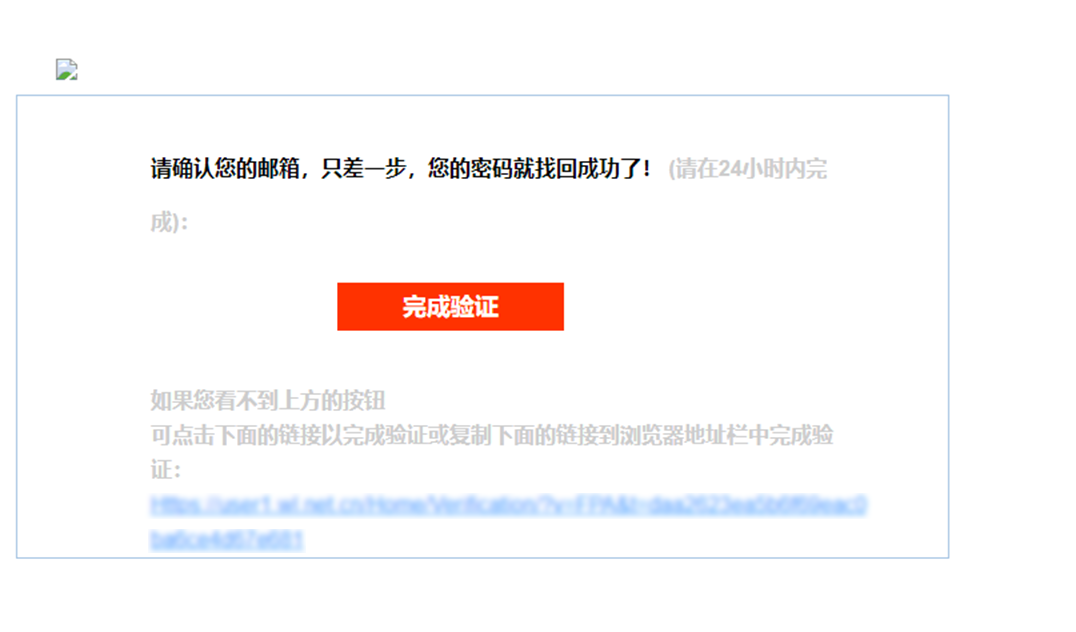 请确认您的邮箱，只差一步，您的密码就找回成功了！ (请在24小时内完
成)：
完成验证
如果您看不到上方的按钮
可点击下面的链接以完成验证或复制下面的链接到浏览器地址栏中完成验
证：